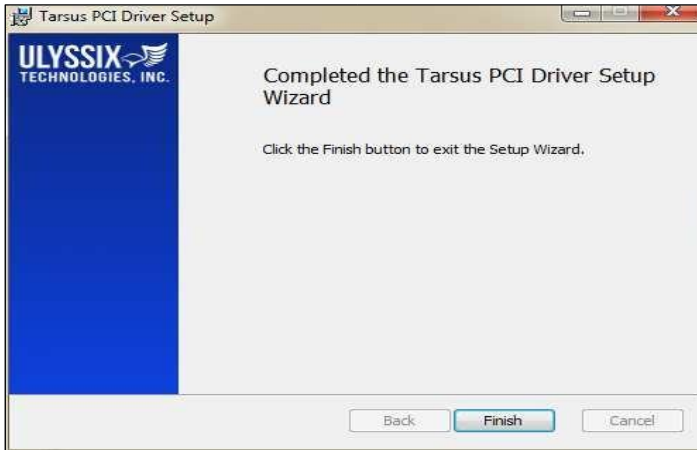 Tarsus PCI Driver Setup
ULYSSIX
TECHNOLOGIES, INC.
Completed the Tarsus PCI Driver Setup
Wizard
Click the Finish button to exit the Setup Wizard.
Back Finish Cancel